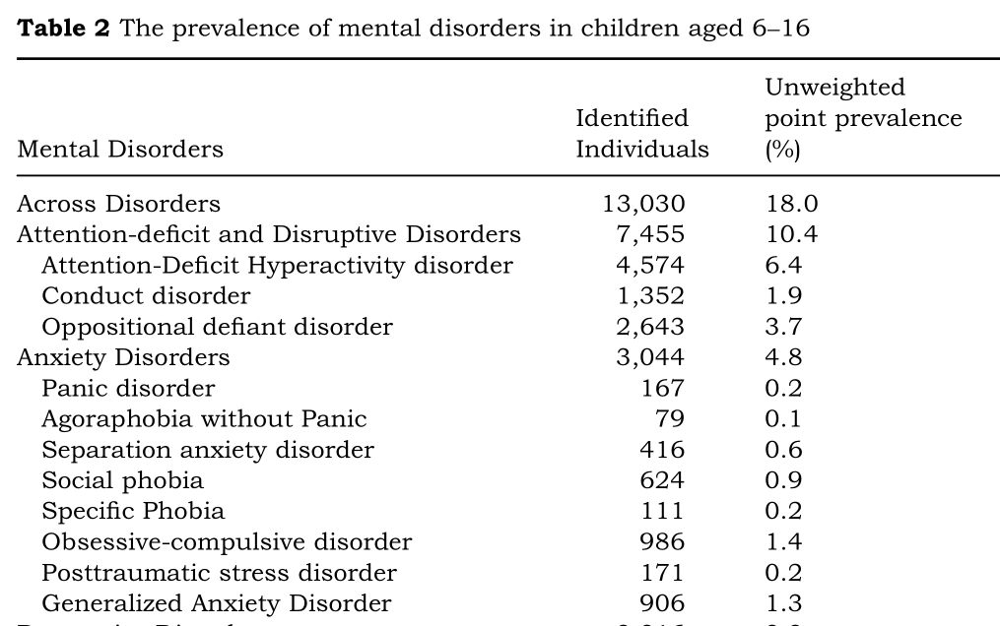 Table 2 The prevalence of mental disorders in children aged 6–16
Unweighted
Identified point prevalence
Mental Disorders Individuals (%)
Across Disorders 13,030 18.0
Attention-deficit and Disruptive Disorders 7,455 10.4
Attention-Deficit Hyperactivity disorder 4,574 6.4
Conduct disorder 1,352 1.9
Oppositional defiant disorder 2,643 3.7
Anxiety Disorders 3,044 4.8
Panic disorder 167 0.2
Agoraphobia without Panic 79 0.1
Separation anxiety disorder 416 0.6
Social phobia 624 0.9
Specific Phobia 111 0.2
Obsessive-compulsive disorder 986 1.4
Posttraumatic stress disorder 171 0.2
Generalized Anxiety Disorder 906 1.3